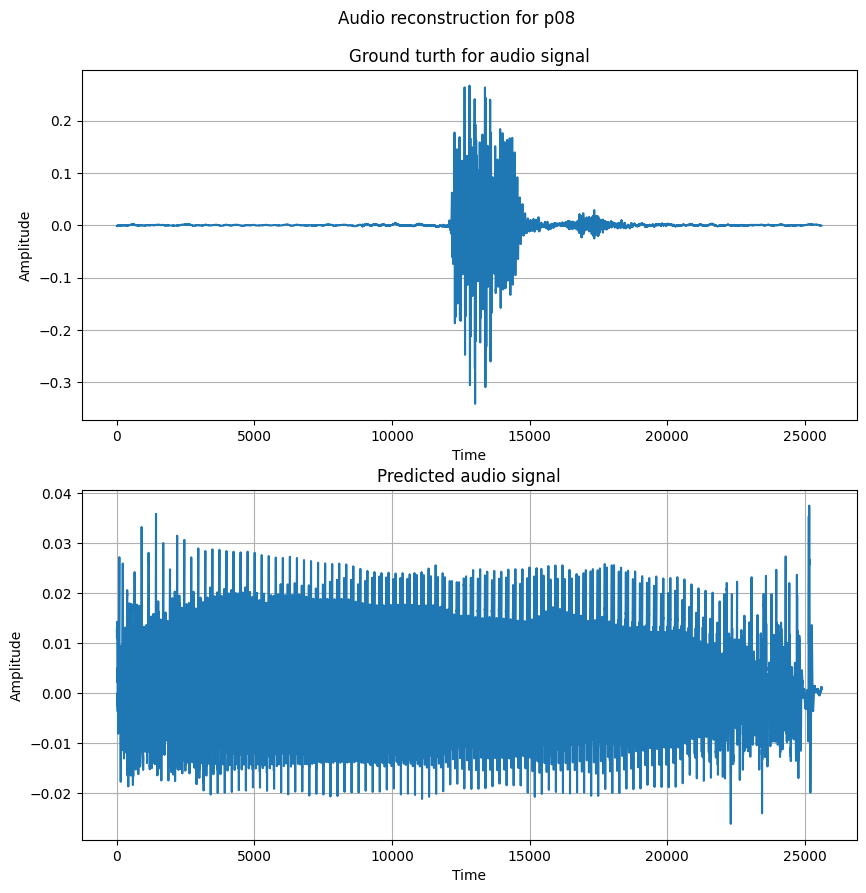 Audio reconstruction for p08
Ground turth for audio signal
0.2
0.1
0.0
−0.1
−0.2
−0.3
Amplitude
0 5000 10000 15000 20000 25000
Time
Predicted audio signal
0.04
0.03
0.02
0.01
0.00
−0.01
−0.02
Amplitude
0 5000 10000 15000 20000 25000
Time